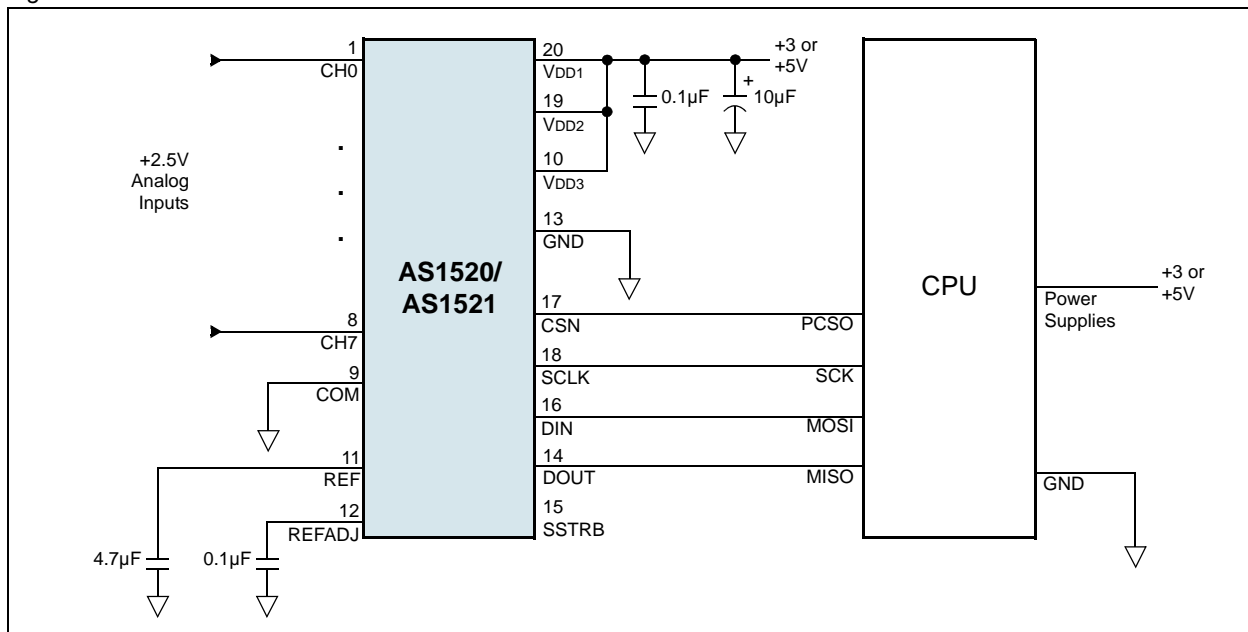 1
CH0
+2.5V
Analog
Inputs
8
CH7
9
COM
11
REF
12
REFADJ
4.7µF
0.1µF
AS1520/
AS1521
20
VDD1
19
VDD2
10
VDD3
13
GND
17
CSN
18
SCLK
16
DIN
14
DOUT
15
SSTRB
0.1µF
+
10µF
+3 or
+5V
PCSO
SCK
MOSI
MISO
CPU
Power
Supplies
+3 or
+5V
GND